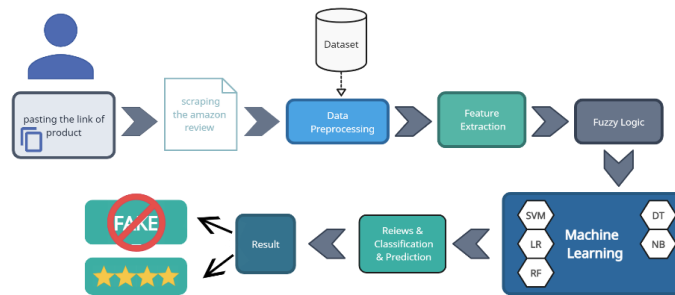 Dataset
pasting the link of
product
scraping
the amazon
review
Data
Preprocessing
Feature
Extraction
Fuzzy Logic
FAKE
Result
Reiews &
Classification
& Prediction
SVM
LR
RF
Machine
Learning
DT
NB